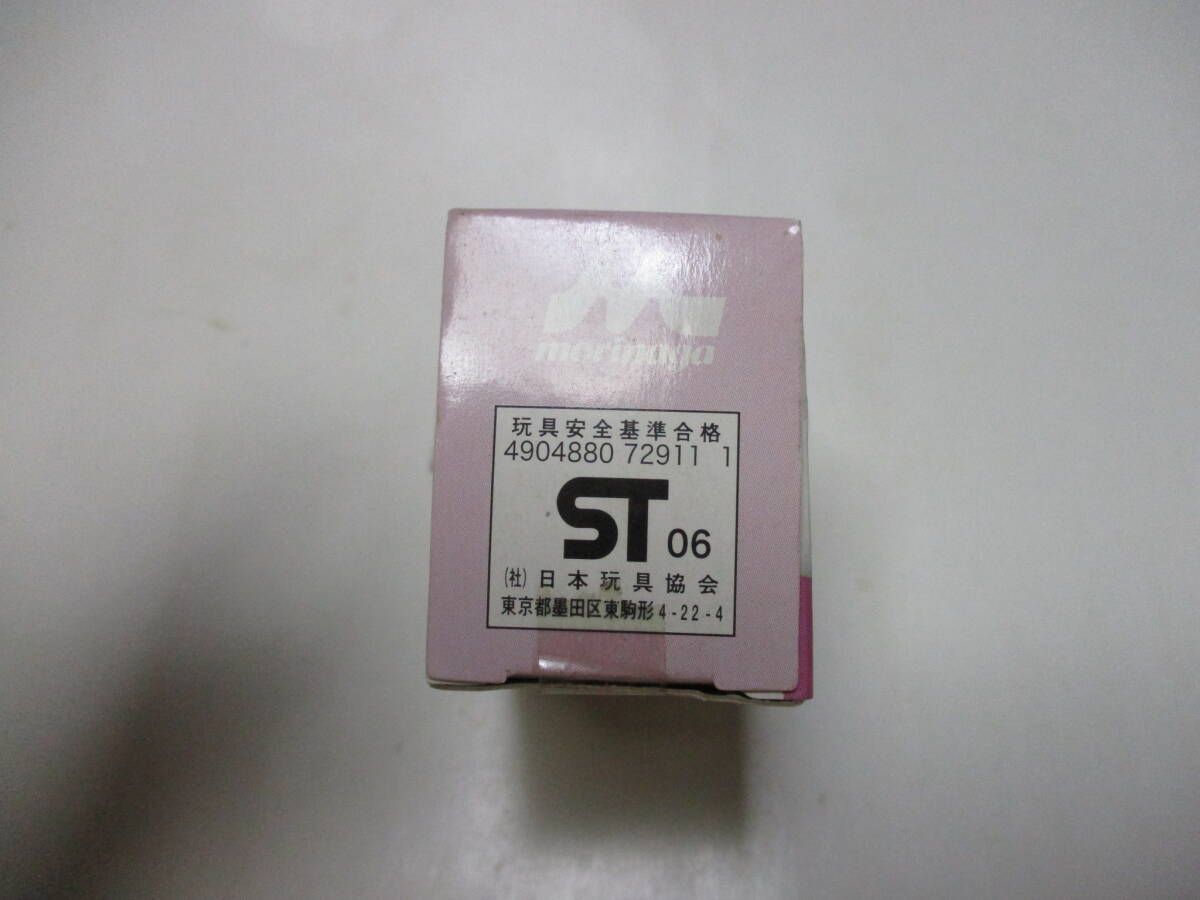 morinaga
玩具安全基準合格
4904880 72911 1
ST 06
(社)日本玩具協会
東京都墨田区東駒形4-22-4